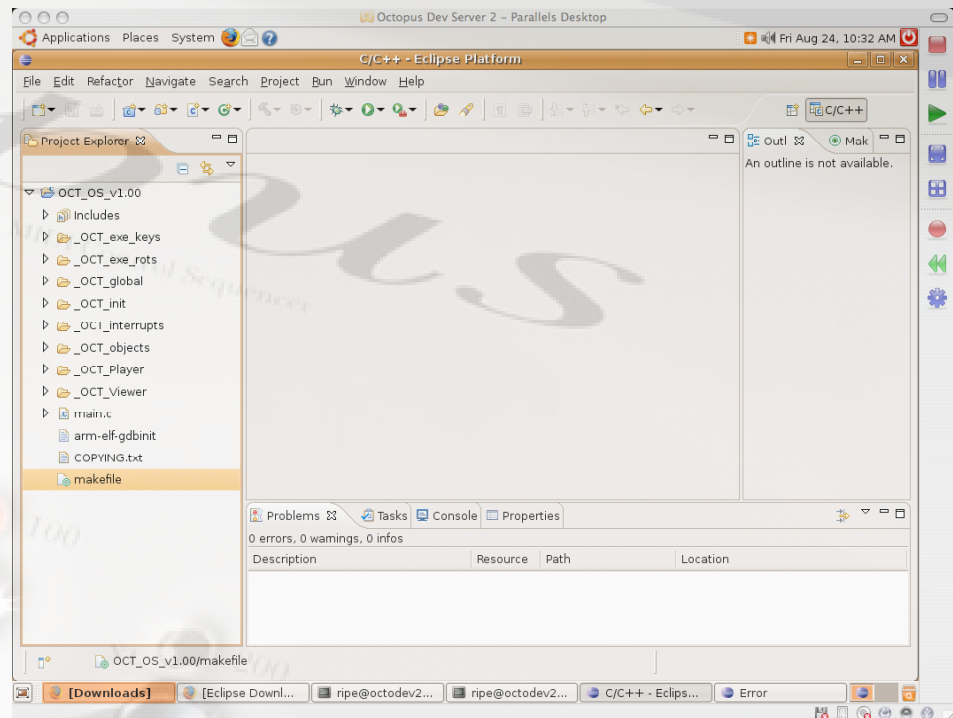 Octopus Dev Server 2 – Parallels Desktop
Applications Places System Fri Aug 24, 10:32 AM
C/C++ - Eclipse Platform
File Edit Refactor Navigate Search Project Run Window Help
C/C++
Project Explorer
Outl Mak
An outline is not available.
OCT_OS_v1.00
Includes
_OCT_exe_keys
_OCT_exe_rots
_OCT_global
_OCT_init
_OCT_interrupts
_OCT_objects
_OCT_Player
_OCT_Viewer
main.c
arm-elf-gdbinit
COPYING.txt
makefile
Problems Tasks Console Properties
0 errors, 0 warnings, 0 infos
Description Resource Path Location
OCT_OS_v1.00/makefile
[Downloads] [Eclipse Downl... ripe@octodev2... ripe@octodev2... C/C++ - Eclips... Error
ous
Sequencer
100
100